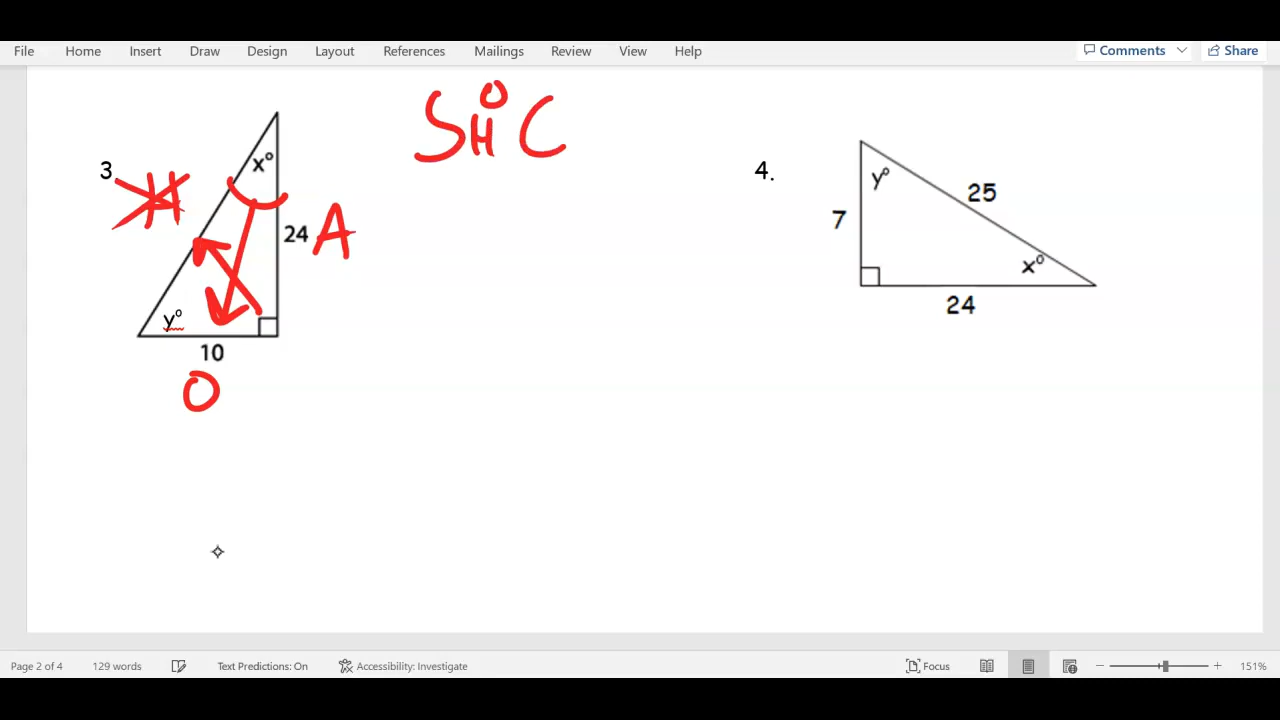 File Home Insert Draw Design Layout References Mailings Review View Help Comments Share
S O H C
3.
x°
H
24 A
y°
10
O
4.
y°
25
7
x°
24
Page 2 of 4 129 words Text Predictions: On Accessibility: Investigate Focus 151%